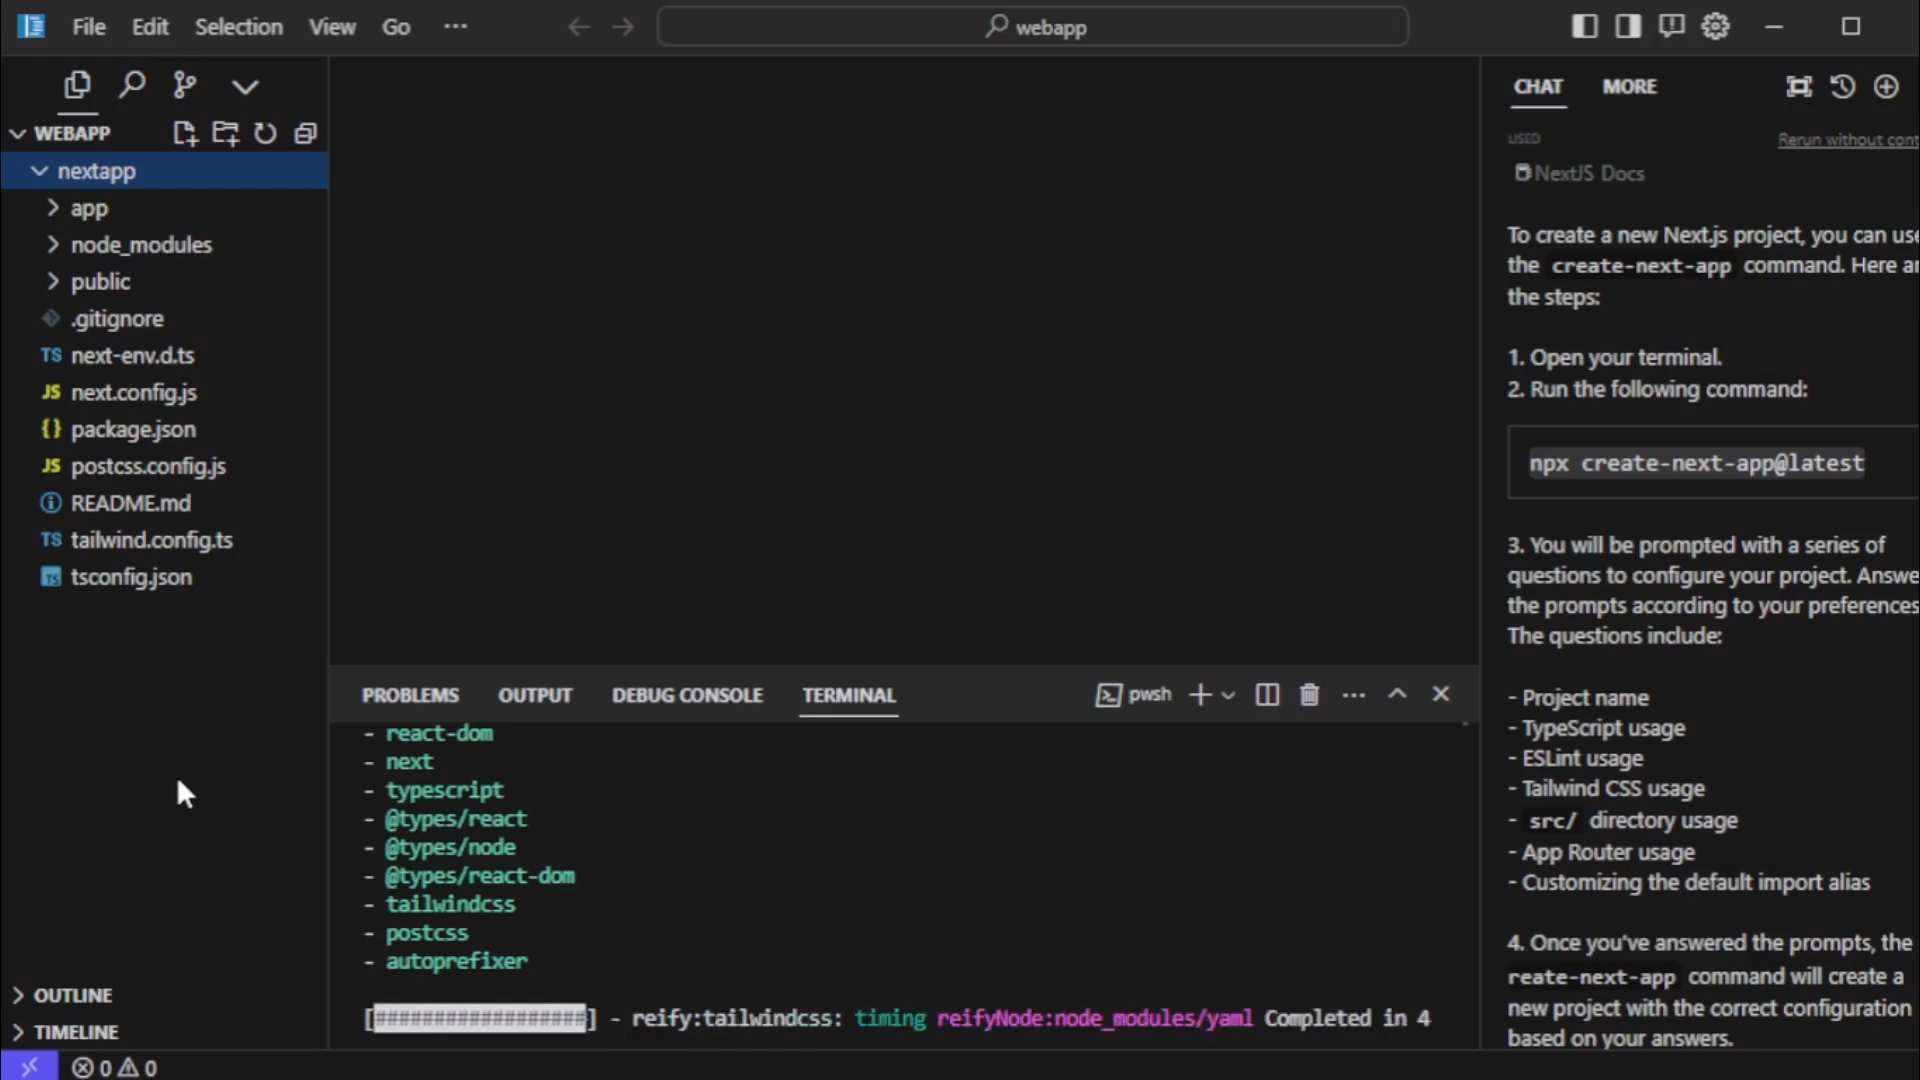 File Edit Selection View Go ···
webapp
WEBAPP
nextapp
app
node_modules
public
.gitignore
TS next-env.d.ts
JS next.config.js
{} package.json
JS postcss.config.js
README.md
TS tailwind.config.ts
TS tsconfig.json
OUTLINE
TIMELINE
0 0
PROBLEMS OUTPUT DEBUG CONSOLE TERMINAL
pwsh
- react-dom
- next
- typescript
- @types/react
- @types/node
- @types/react-dom
- tailwindcss
- postcss
- autoprefixer
[##################] - reify:tailwindcss: timing reifyNode:node_modules/yaml Completed in 4
CHAT MORE
USED
Rerun without cont
NextJS Docs
To create a new Next.js project, you can use
the create-next-app command. Here ar
the steps:
1. Open your terminal.
2. Run the following command:
npx create-next-app@latest
3. You will be prompted with a series of
questions to configure your project. Answe
the prompts according to your preferences
The questions include:
- Project name
- TypeScript usage
- ESLint usage
- Tailwind CSS usage
- src/ directory usage
- App Router usage
- Customizing the default import alias
4. Once you've answered the prompts, the
reate-next-app command will create a
new project with the correct configuration
based on your answers.